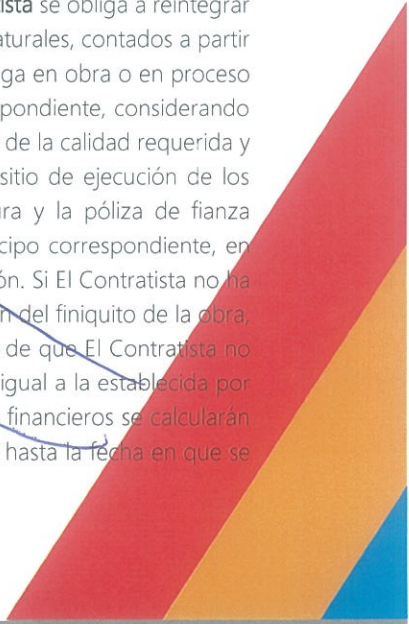 tista se obliga a reintegrar
aturales, contados a partir
ga en obra o en proceso
pondiente, considerando
de la calidad requerida y
sitio de ejecución de los
ra y la póliza de fianza
cipo correspondiente, en
ón. Si El Contratista no ha
n del finiquito de la obra,
de que El Contratista no
igual a la establecida por
financieros se calcularán
hasta la fecha en que se